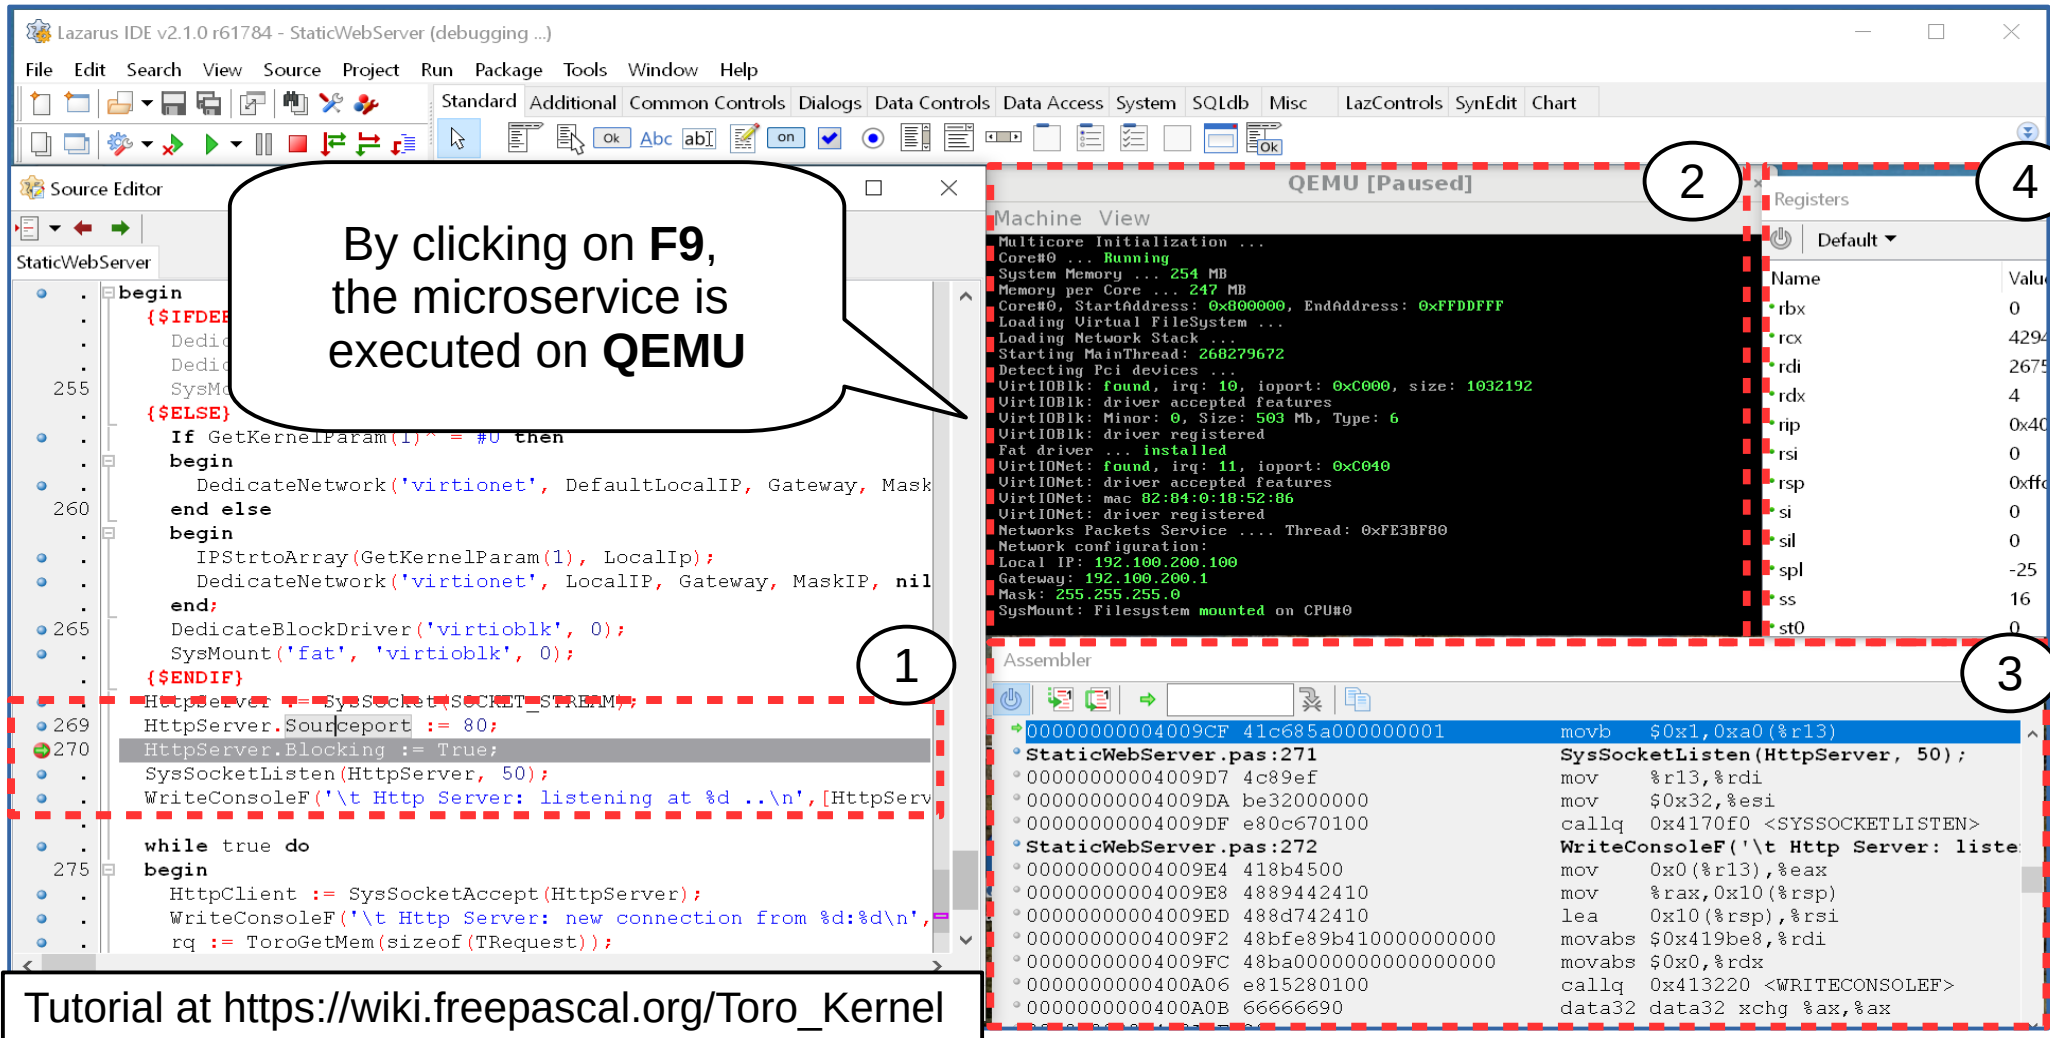 Lazarus IDE v2.1.0 r61784 - StaticWebServer (debugging ...)
File Edit Search View Source Project Run Package Tools Window Help
Standard Additional Common Controls Dialogs Data Controls Data Access System SQLdb Misc LazControls SynEdit Chart
Ok Abc abI on Ok
Source Editor
StaticWebServer
By clicking on F9,
the microservice is
executed on QEMU
begin
{$IFDEF
Dedic
Dedic
255 SysMo
{$ELSE}
If GetKernelParam(1)^ = #0 then
begin
DedicateNetwork('virtionet', DefaultLocalIP, Gateway, Mask
260 end else
begin
IPStrtoArray(GetKernelParam(1), LocalIp);
DedicateNetwork('virtionet', LocalIP, Gateway, MaskIP, nil
end;
265 DedicateBlockDriver('virtioblk', 0);
SysMount('fat', 'virtioblk', 0);
{$ENDIF}
HttpServer := SysSocket(SOCKET_STREAM);
269 HttpServer.Sourceport := 80;
270 HttpServer.Blocking := True;
SysSocketListen(HttpServer, 50);
WriteConsoleF('\t Http Server: listening at %d ..\n',[HttpServ
while true do
275 begin
HttpClient := SysSocketAccept(HttpServer);
WriteConsoleF('\t Http Server: new connection from %d:%d\n',
rq := ToroGetMem(sizeof(TRequest));
1
Tutorial at https://wiki.freepascal.org/Toro_Kernel
QEMU [Paused]
2
Machine View
Multicore Initialization ...
Core#0 ... Running
System Memory ... 254 MB
Memory per Core ... 247 MB
Core#0, StartAddress: 0x800000, EndAddress: 0xFFDDFFF
Loading Virtual FileSystem ...
Loading Network Stack ...
Starting MainThread: 268279672
Detecting Pci devices ...
VirtIOBlk: found, irq: 10, ioport: 0xC000, size: 1032192
VirtIOBlk: driver accepted features
VirtIOBlk: Minor: 0, Size: 503 Mb, Type: 6
VirtIOBlk: driver registered
Fat driver ... installed
VirtIONet: found, irq: 11, ioport: 0xC040
VirtIONet: driver accepted features
VirtIONet: mac 82:84:0:18:52:86
VirtIONet: driver registered
Networks Packets Service .... Thread: 0xFE3BF80
Network configuration:
Local IP: 192.100.200.100
Gateway: 192.100.200.1
Mask: 255.255.255.0
SysMount: Filesystem mounted on CPU#0
4
Registers
Default
Name Valu
rbx 0
rcx 4294
rdi 2675
rdx 4
rip 0x40
rsi 0
rsp 0xffd
si 0
sil 0
spl -25
ss 16
st0 0
Assembler
3
00000000004009CF 41c685a000000001 movb $0x1,0xa0(%r13)
StaticWebServer.pas:271 SysSocketListen(HttpServer, 50);
00000000004009D7 4c89ef mov %r13,%rdi
00000000004009DA be32000000 mov $0x32,%esi
00000000004009DF e80c670100 callq 0x4170f0 <SYSSOCKETLISTEN>
StaticWebServer.pas:272 WriteConsoleF('\t Http Server: liste
00000000004009E4 418b4500 mov 0x0(%r13),%eax
00000000004009E8 4889442410 mov %rax,0x10(%rsp)
00000000004009ED 488d742410 lea 0x10(%rsp),%rsi
00000000004009F2 48bfe89b410000000000 movabs $0x419be8,%rdi
00000000004009FC 48ba0000000000000000 movabs $0x0,%rdx
0000000000400A06 e815280100 callq 0x413220 <WRITECONSOLEF>
0000000000400A0B 66666690 data32 data32 xchg %ax,%ax